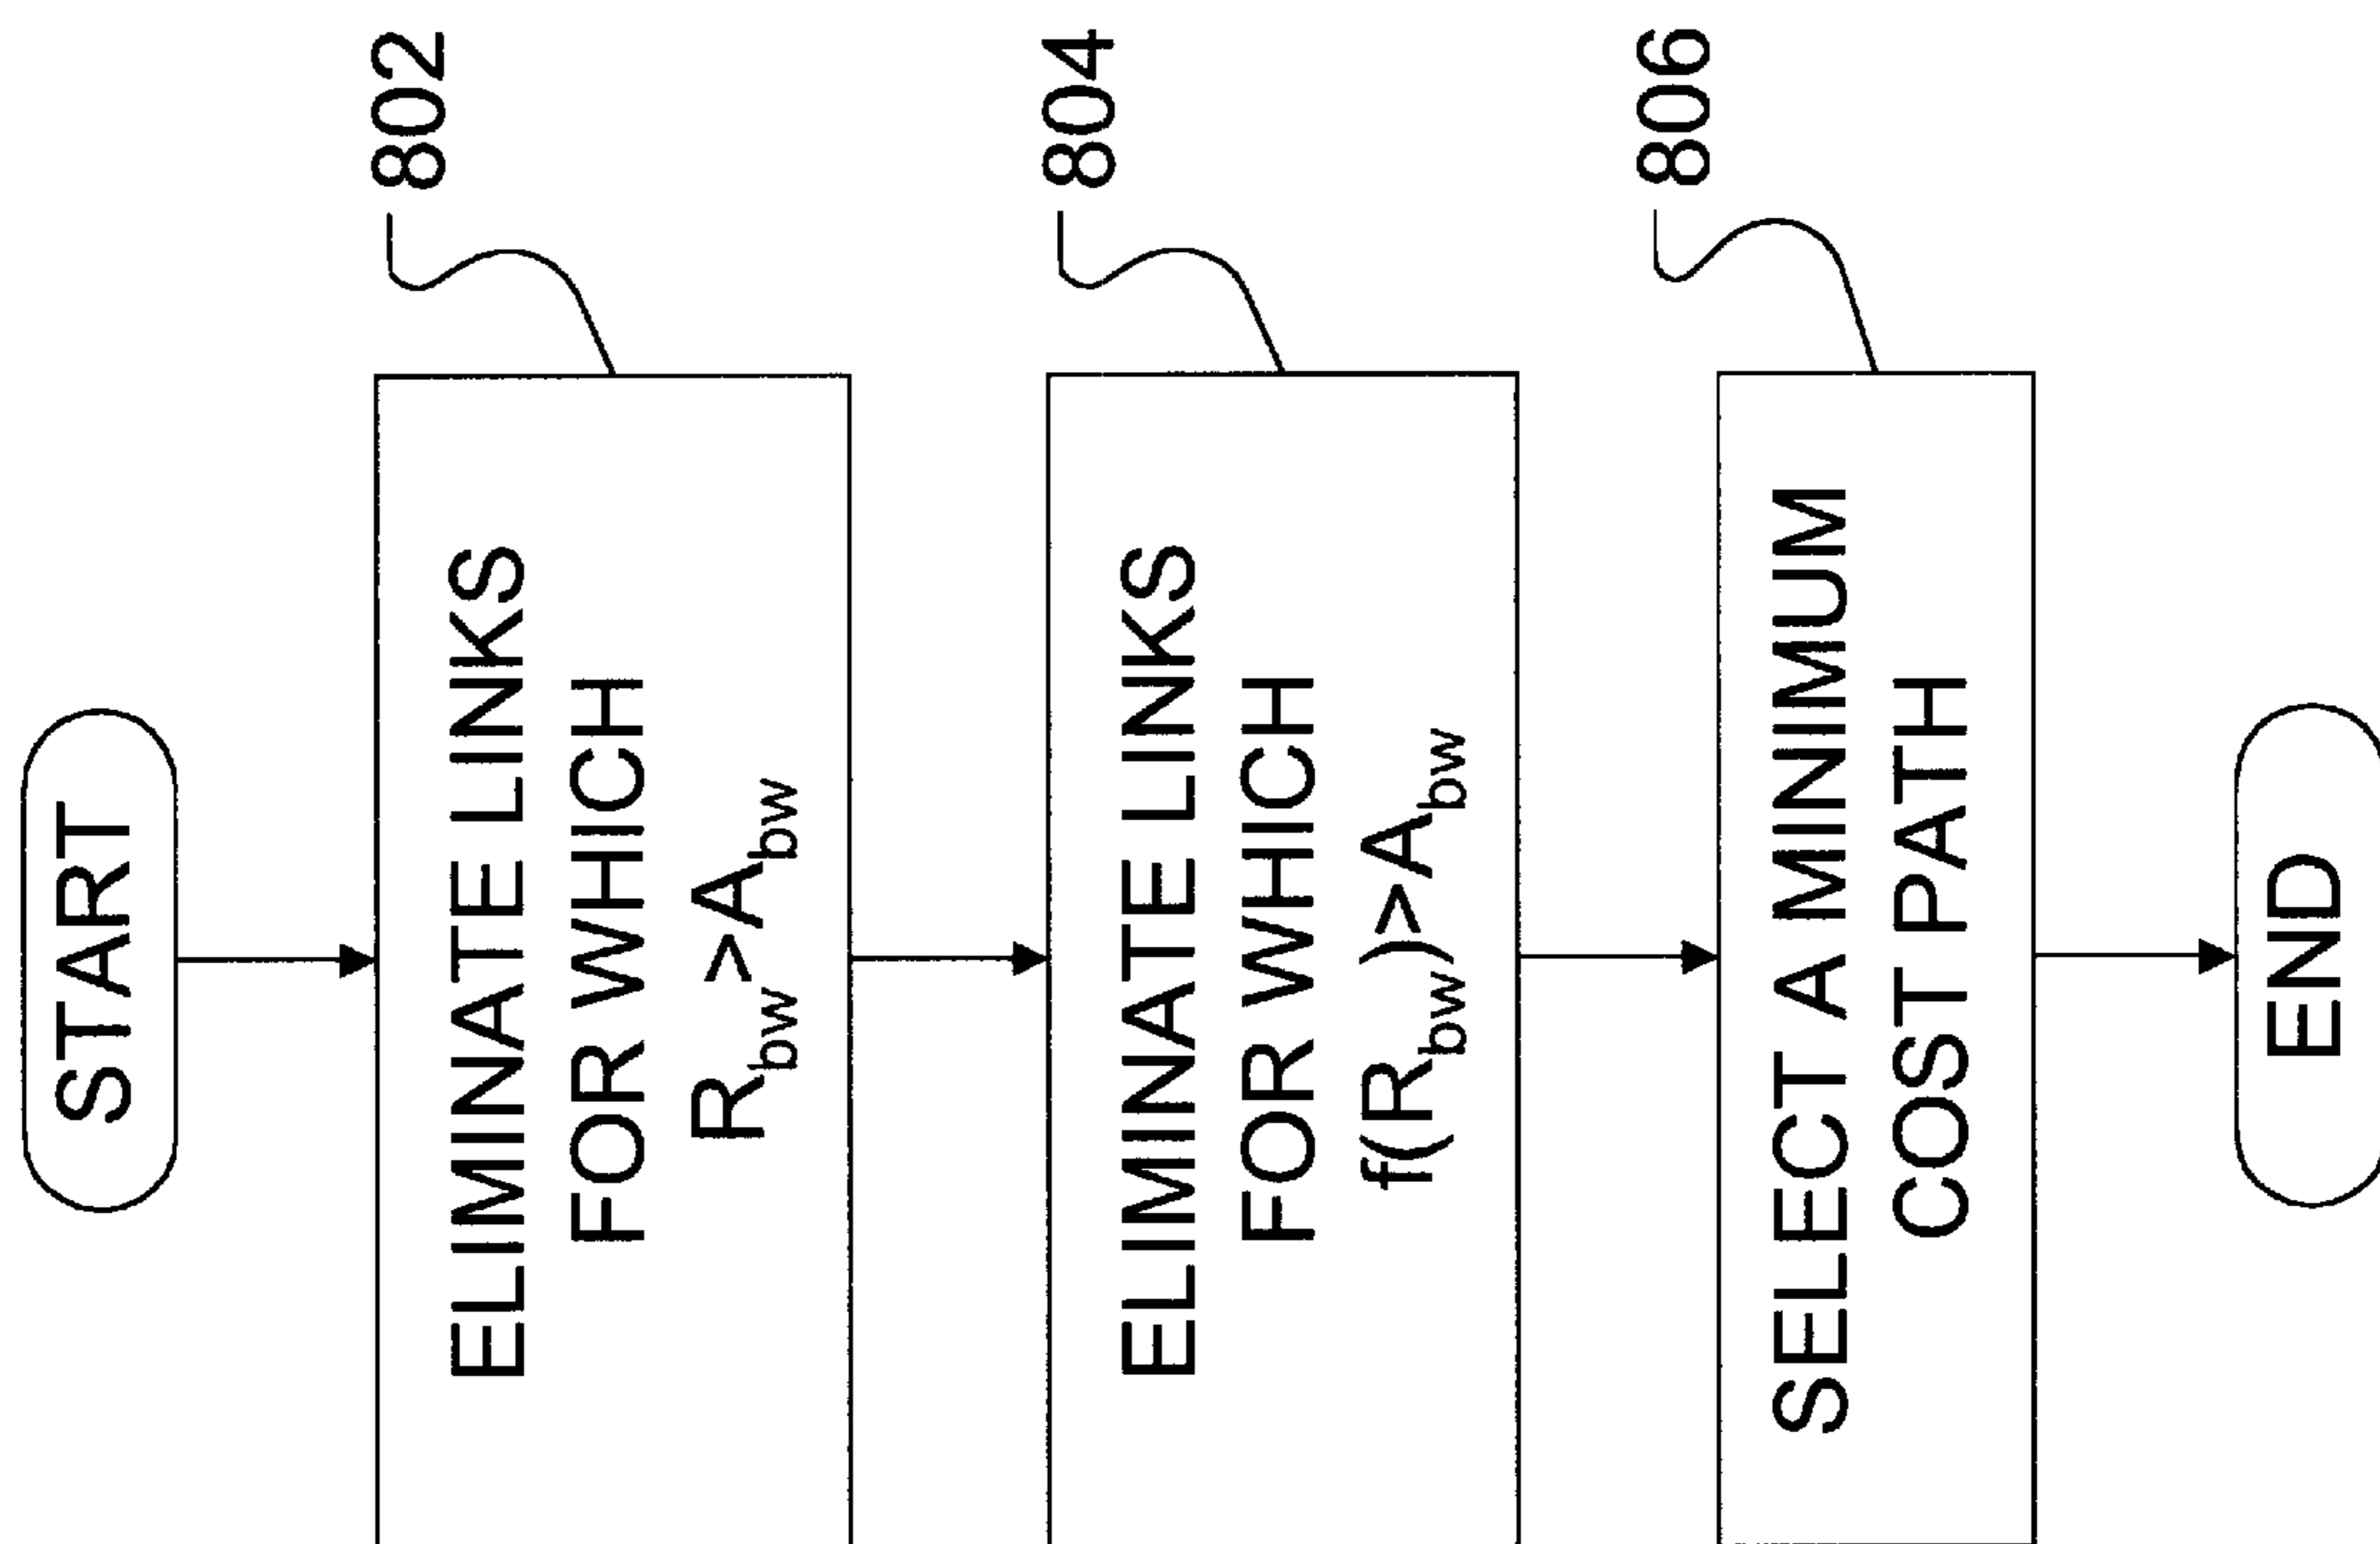 START
802
ELIMINATE LINKS
FOR WHICH
R_bw >A_bw
804
ELIMINATE LINKS
FOR WHICH
f(R_bw)>A_bw
806
SELECT A MINIMUM
COST PATH
END